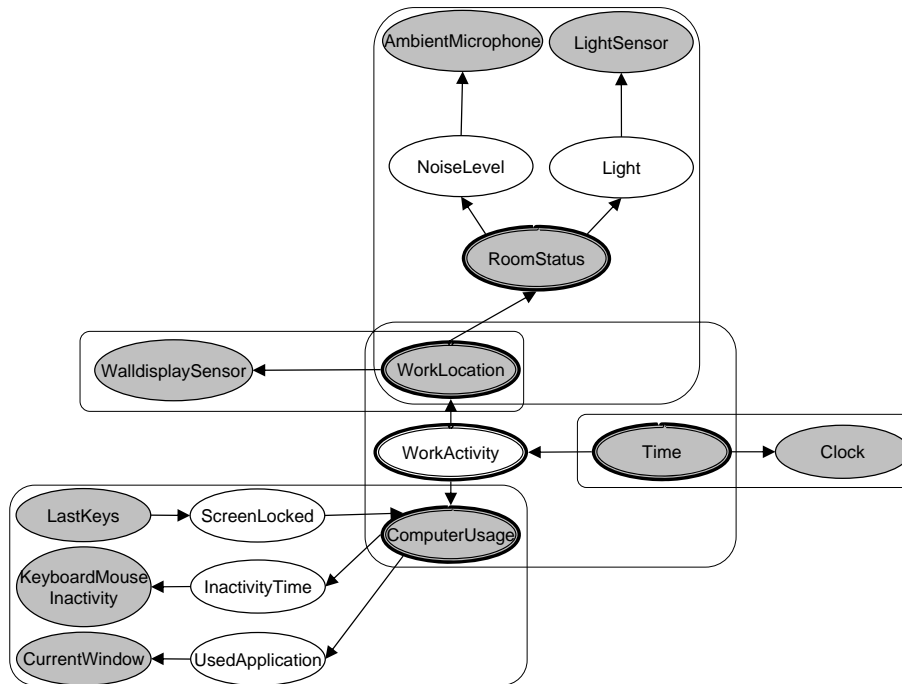 AmbientMicrophone
LightSensor
NoiseLevel
Light
RoomStatus
WalldisplaySensor
WorkLocation
WorkActivity
Time
Clock
LastKeys
ScreenLocked
ComputerUsage
KeyboardMouse
Inactivity
InactivityTime
CurrentWindow
UsedApplication